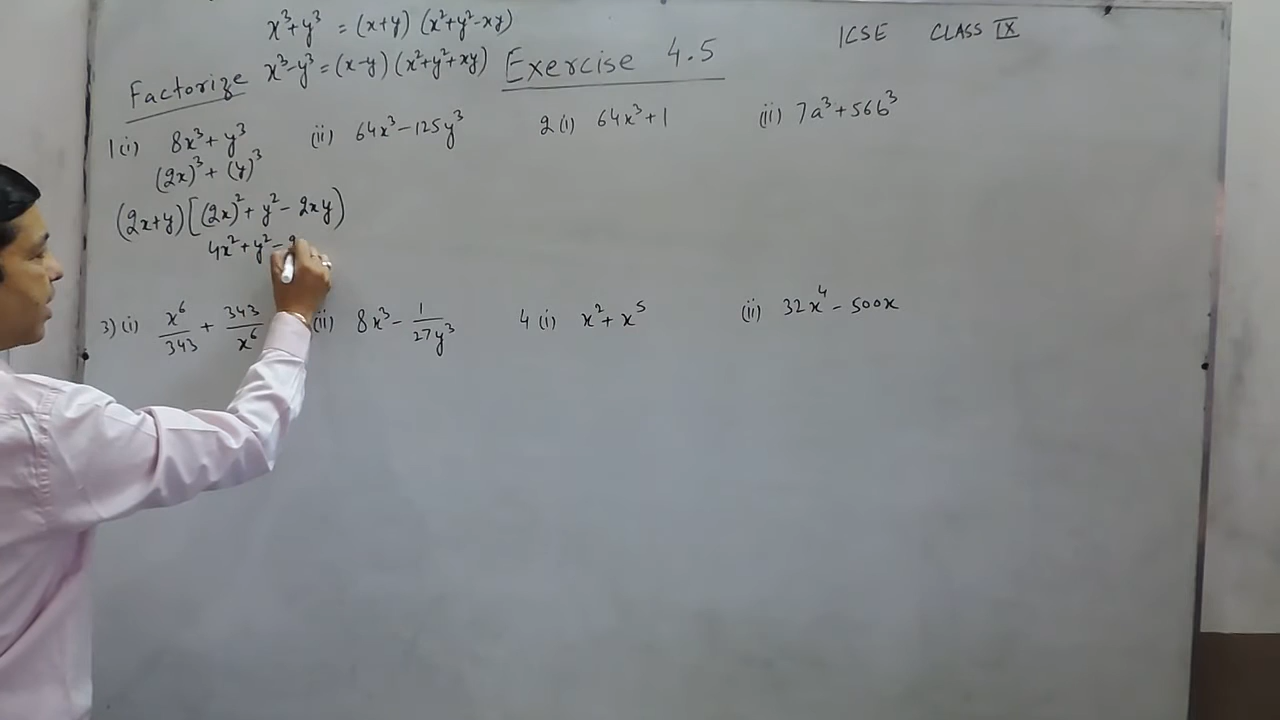 x³+y³ = (x+y) (x²+y²-xy)
ICSE CLASS IX
Factorize x³-y³ = (x-y) (x²+y²+xy) Exercise 4.5
1(i) 8x³ + y³ (ii) 64x³ - 125y³ 2(i) 64x³ + 1 (ii) 7a³ + 56b³
(2x)³ + (y)³
(2x+y) [(2x)² + y² - 2xy)
4x² + y² - 2
3) (i) x⁶/343 + 343/x⁶ (ii) 8x³ - 1/27y³ 4 (i) x² + x⁵ (ii) 32x⁴ - 500x